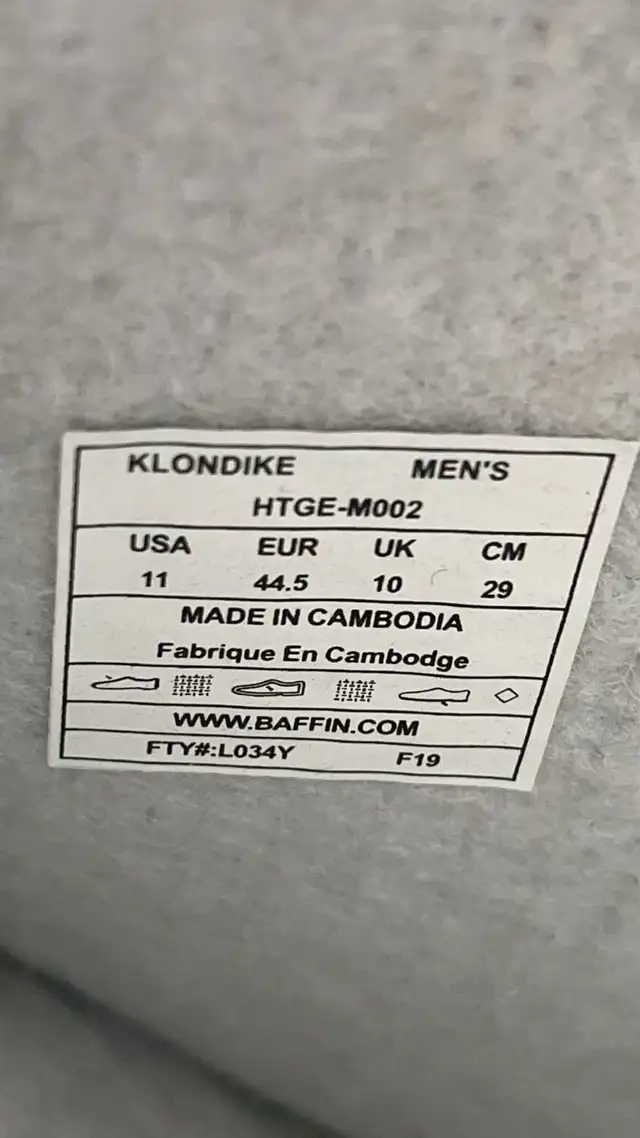 KLONDIKE MEN'S
HTGE-M002
USA EUR UK CM
11 44.5 10 29
MADE IN CAMBODIA
Fabrique En Cambodge
WWW.BAFFIN.COM
FTY#:L034Y F19